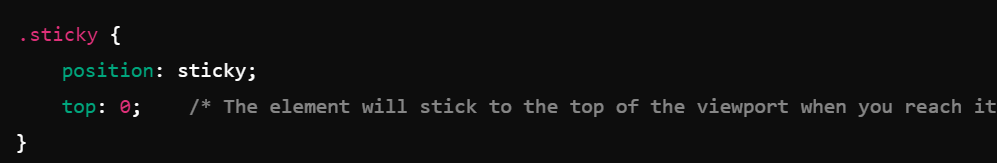 .sticky {
    position: sticky;
    top: 0;    /* The element will stick to the top of the viewport when you reach it
}